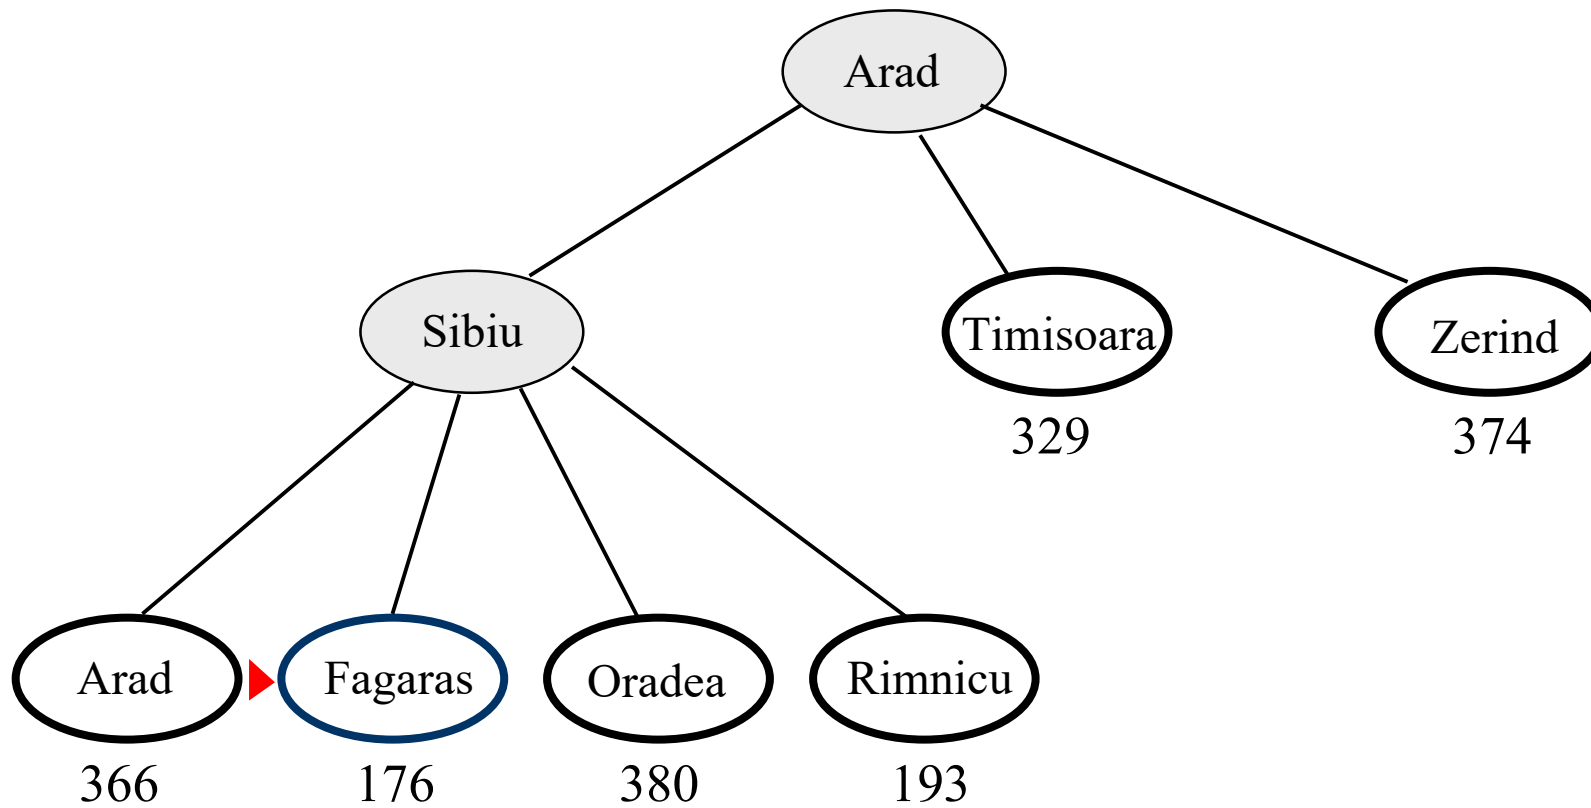 Arad
Sibiu
Timisoara
Zerind
329
374
Arad
Fagaras
Oradea
Rimnicu
366
176
380
193